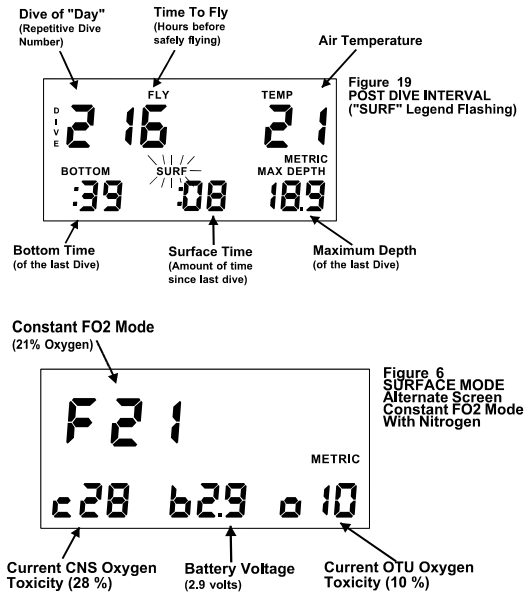 Dive of "Day"
(Repetitive Dive
Number)
Time To Fly
(Hours before
safely flying)
Air Temperature
Figure 19
POST DIVE INTERVAL
("SURF" Legend Flashing)
DIVE
FLY
TEMP
2 16 21
METRIC
BOTTOM SURF MAX DEPTH
:39 :08 18.9
Bottom Time
(of the last Dive)
Surface Time
(Amount of time
since last dive)
Maximum Depth
(of the last Dive)
Constant FO2 Mode
(21% Oxygen)
Figure 6
SURFACE MODE
Alternate Screen
Constant FO2 Mode
With Nitrogen
F21
METRIC
c28 b2.9 o 10
Current CNS Oxygen
Toxicity (28 %)
Battery Voltage
(2.9 volts)
Current OTU Oxygen
Toxicity (10 %)